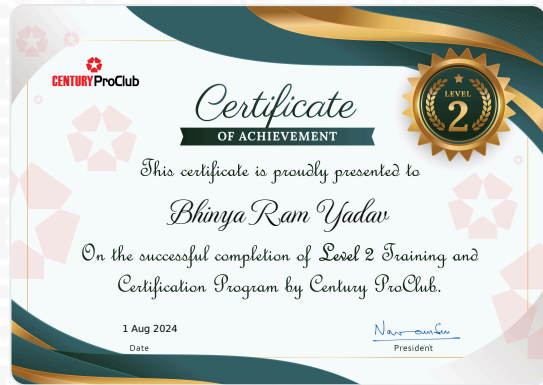 CENTURY ProClub
Certificate
OF ACHIEVEMENT
LEVEL
2
This certificate is proudly presented to
Bhinya Ram Yadav
On the successful completion of Level 2 Training and
Certification Program by Century ProClub.
1 Aug 2024
Date
President